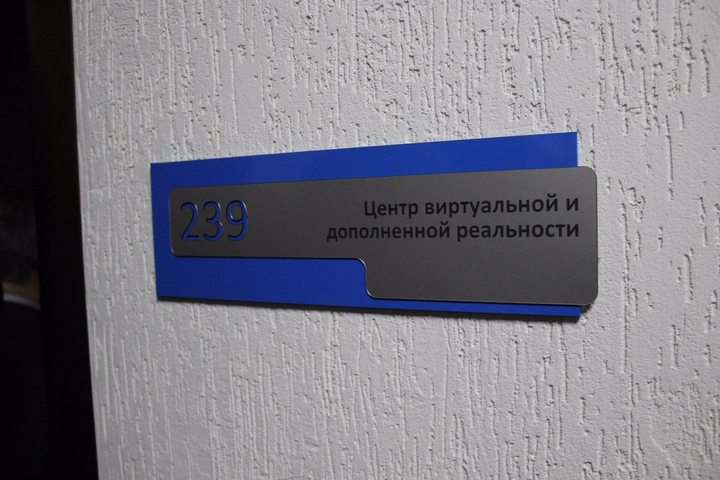 239
Центр виртуальной и
дополненной реальности